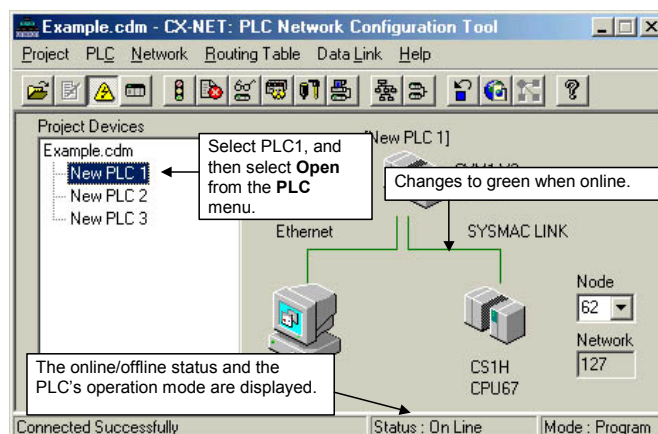 Example.cdm - CX-NET: PLC Network Configuration Tool
Project PLC Network Routing Table Data Link Help
Project Devices
Example.cdm
New PLC 1
New PLC 2
New PLC 3
Select PLC1, and
then select Open
from the PLC
menu.
[New PLC 1]
Changes to green when online.
Ethernet
SYSMAC LINK
Node
62
Network
127
CS1H
CPU67
The online/offline status and the
PLC's operation mode are displayed.
Connected Successfully
Status : On Line
Mode : Program